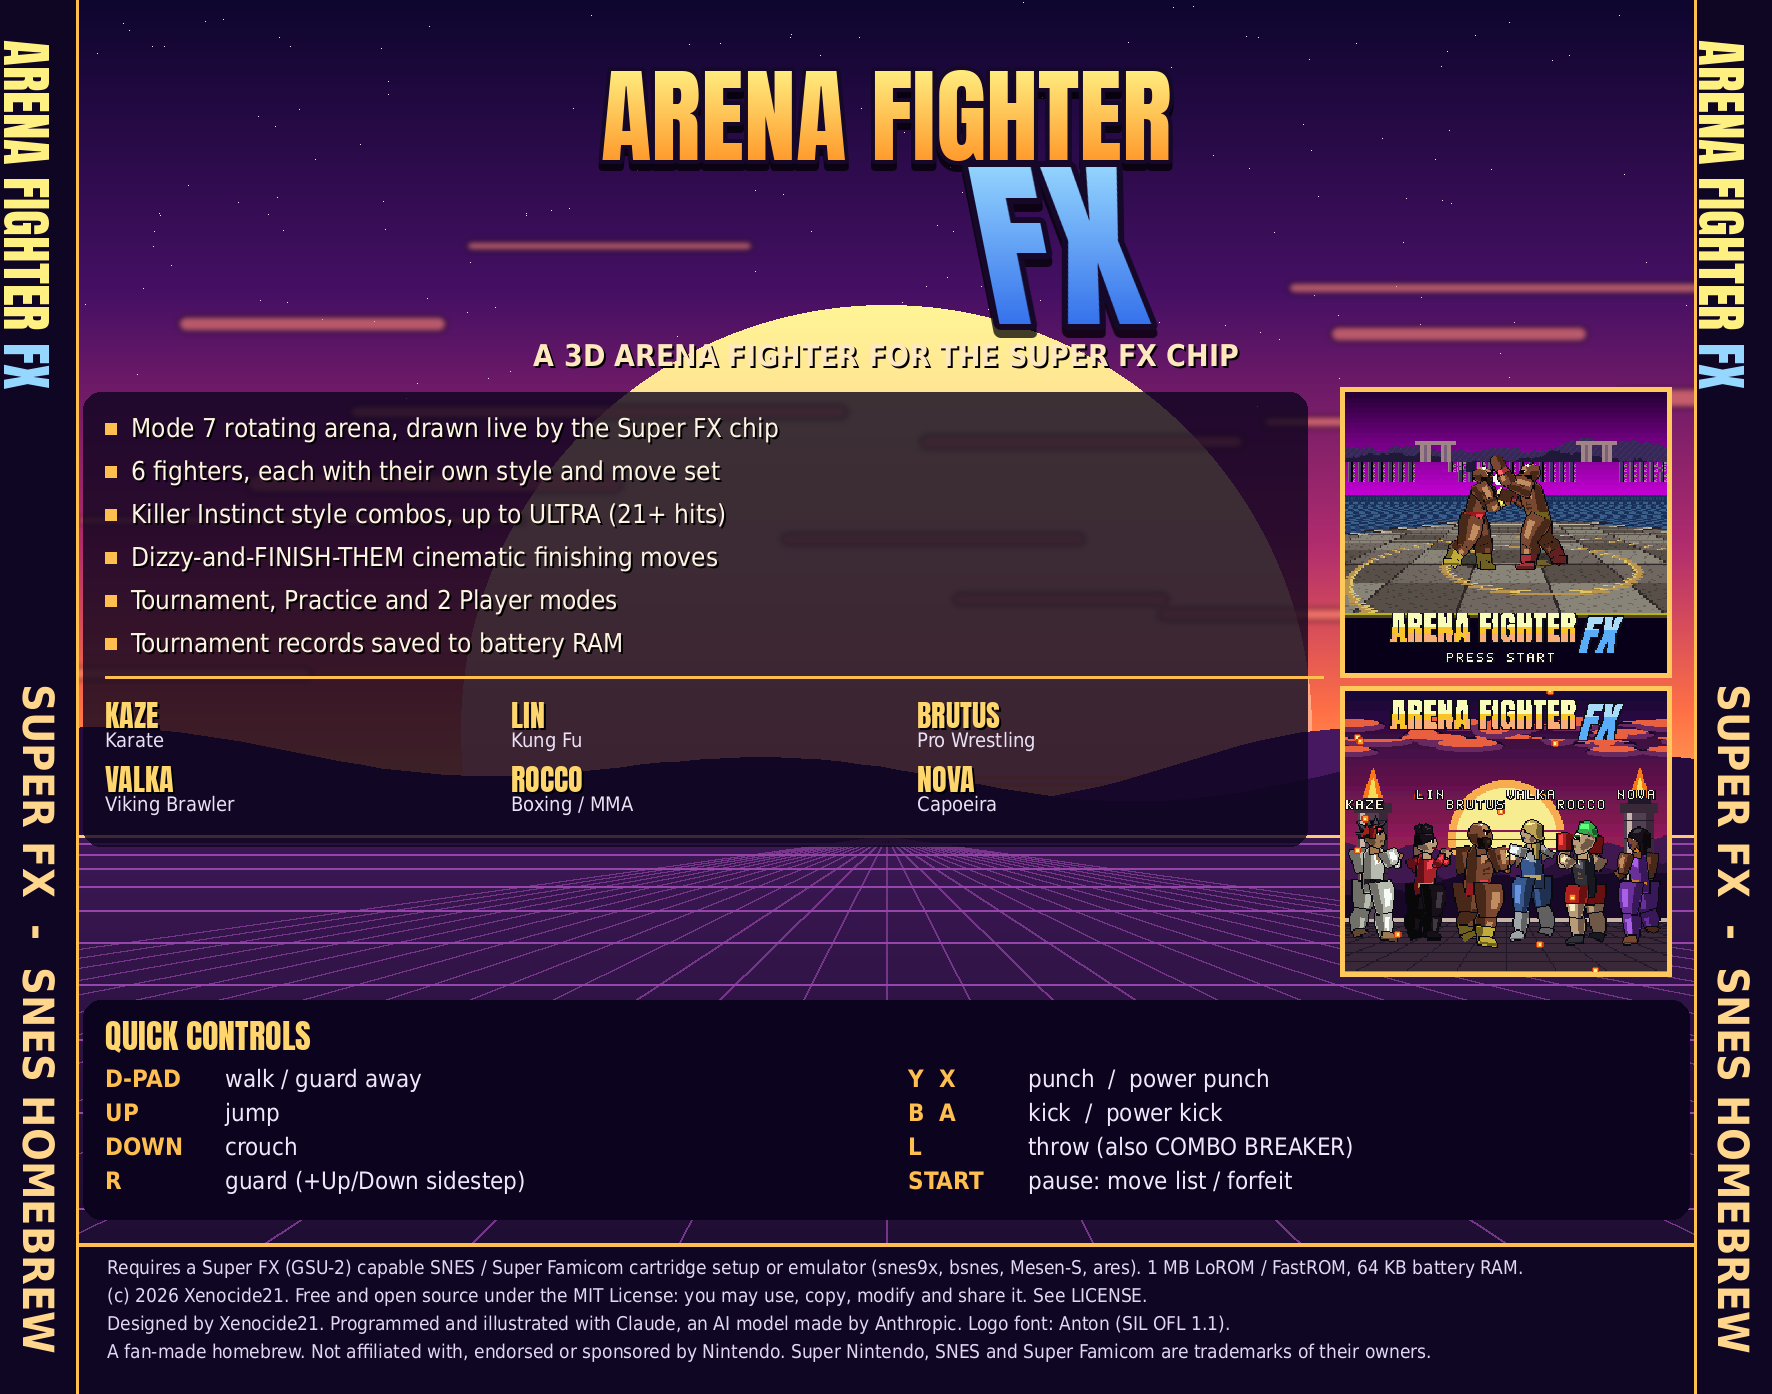 ARENA FIGHTER
FX
A 3D ARENA FIGHTER FOR THE SUPER FX CHIP
Mode 7 rotating arena, drawn live by the Super FX chip
6 fighters, each with their own style and move set
Killer Instinct style combos, up to ULTRA (21+ hits)
Dizzy-and-FINISH-THEM cinematic finishing moves
Tournament, Practice and 2 Player modes
Tournament records saved to battery RAM
KAZE
Karate
LIN
Kung Fu
BRUTUS
Pro Wrestling
VALKA
Viking Brawler
ROCCO
Boxing / MMA
NOVA
Capoeira
ARENA FIGHTER FX
PRESS START
ARENA FIGHTER FX
LIN VALKA NOVA
KAZE BRUTUS ROCCO
QUICK CONTROLS
D-PAD walk / guard away
UP jump
DOWN crouch
R guard (+Up/Down sidestep)
Y X punch / power punch
B A kick / power kick
L throw (also COMBO BREAKER)
START pause: move list / forfeit
Requires a Super FX (GSU-2) capable SNES / Super Famicom cartridge setup or emulator (snes9x, bsnes, Mesen-S, ares). 1 MB LoROM / FastROM, 64 KB battery RAM.
(c) 2026 Xenocide21. Free and open source under the MIT License: you may use, copy, modify and share it. See LICENSE.
Designed by Xenocide21. Programmed and illustrated with Claude, an AI model made by Anthropic. Logo font: Anton (SIL OFL 1.1).
A fan-made homebrew. Not affiliated with, endorsed or sponsored by Nintendo. Super Nintendo, SNES and Super Famicom are trademarks of their owners.
ARENA FIGHTER FX
SUPER FX - SNES HOMEBREW
ARENA FIGHTER FX
SUPER FX - SNES HOMEBREW